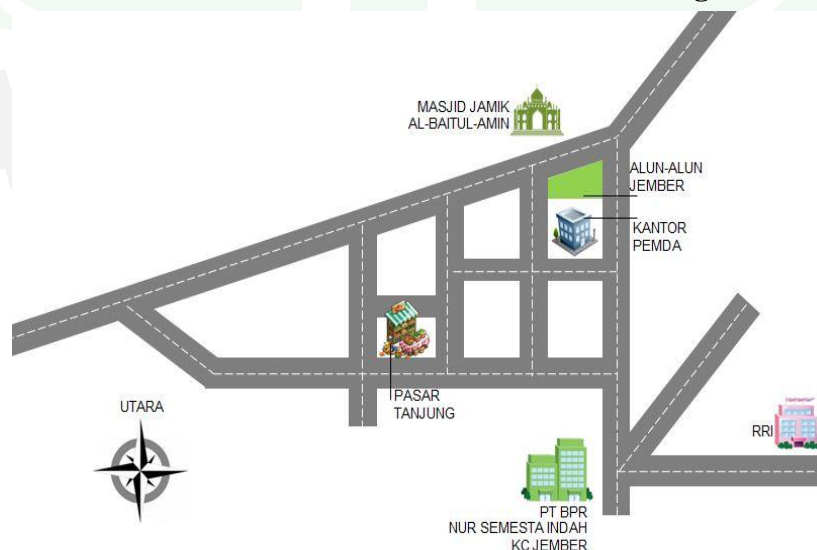 MASJID JAMIK
AL-BAITUL-AMIN
ALUN-ALUN
JEMBER
KANTOR
PEMDA
PASAR
TANJUNG
UTARA
RRI
PT BPR
NUR SEMESTA INDAH
KC JEMBER